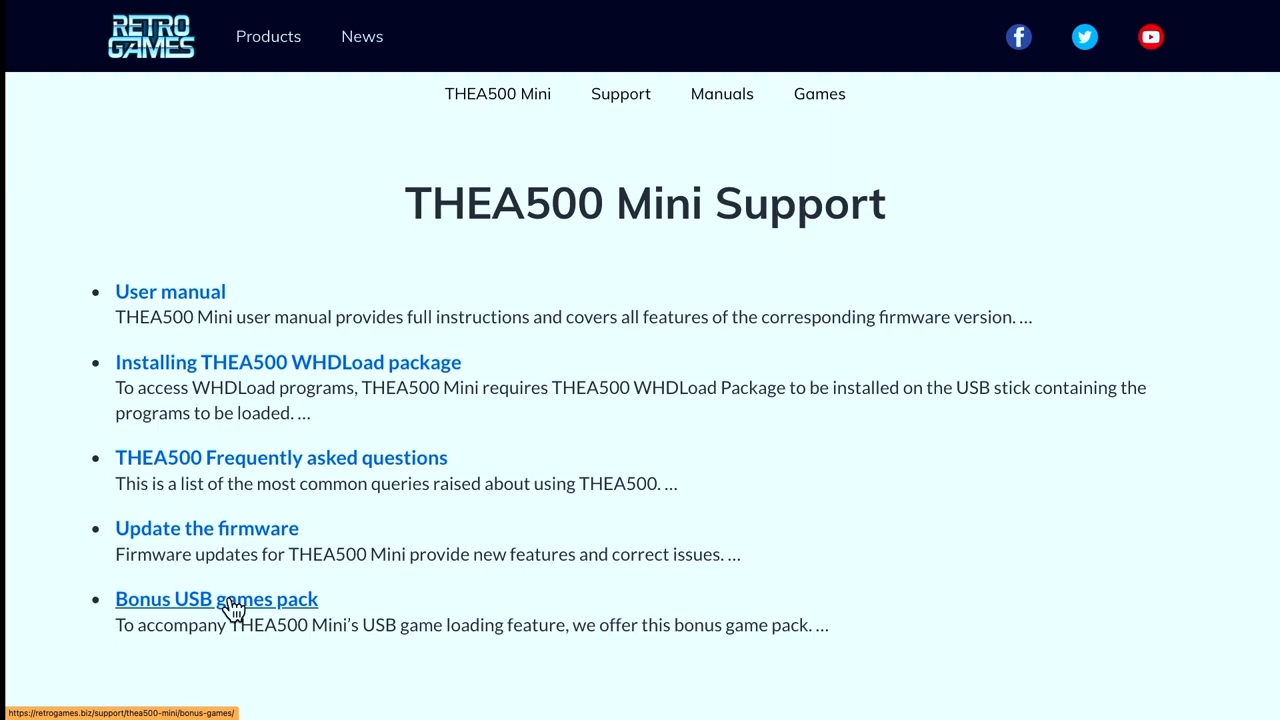 RETRO
GAMES
Products
News
THEA500 Mini
Support
Manuals
Games
THEA500 Mini Support
• User manual
THEA500 Mini user manual provides full instructions and covers all features of the corresponding firmware version. ...
• Installing THEA500 WHDLoad package
To access WHDLoad programs, THEA500 Mini requires THEA500 WHDLoad Package to be installed on the USB stick containing the
programs to be loaded. ...
• THEA500 Frequently asked questions
This is a list of the most common queries raised about using THEA500. ...
• Update the firmware
Firmware updates for THEA500 Mini provide new features and correct issues. ...
• Bonus USB games pack
To accompany THEA500 Mini’s USB game loading feature, we offer this bonus game pack. ...
https://retrogames.biz/support/thea500-mini/bonus-games/